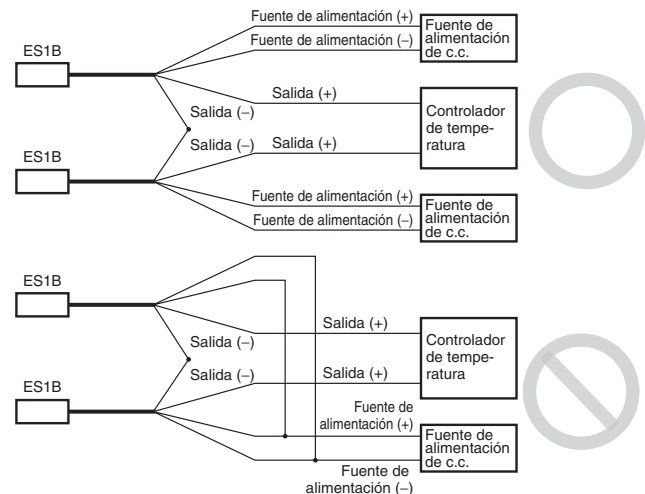 Fuente de alimentación (+)
Fuente de alimentación (–)
Fuente de
alimentación
de c.c.
ES1B
Salida (+)
Salida (–)
Controlador
de tempe-
ratura
Salida (–)
Salida (+)
ES1B
Fuente de alimentación (+)
Fuente de alimentación (–)
Fuente de
alimentación
de c.c.
ES1B
Salida (+)
Salida (–)
Controlador
de tempe-
ratura
Salida (–)
Salida (+)
ES1B
Fuente de
alimentación (+)
Fuente de
alimentación
de c.c.
Fuente de
alimentación (–)